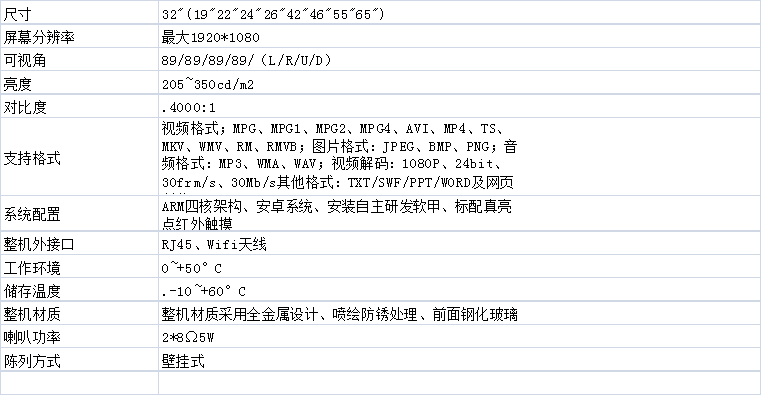 尺寸 32"(19"22"24"26"42"46"55"65")
屏幕分辨率 最大1920*1080
可视角 89/89/89/89/（L/R/U/D）
亮度 205~350cd/m2
对比度 .4000:1
支持格式 视频格式；MPG、MPG1、MPG2、MPG4、AVI、MP4、TS、
MKV、WMV、RM、RMVB；图片格式：JPEG、BMP、PNG；音
频格式：MP3、WMA、WAV；视频解码：1080P、24bit、
30frm/s、30Mb/s其他格式：TXT/SWF/PPT/WORD及网页
系统配置 ARM四核架构、安卓系统、安装自主研发软甲、标配真亮
点红外触摸
整机外接口 RJ45、Wifi天线
工作环境 0~+50°C
储存温度 .-10~+60°C
整机材质 整机材质采用全金属设计、喷绘防锈处理、前面钢化玻璃
喇叭功率 2*8Ω5W
陈列方式 壁挂式